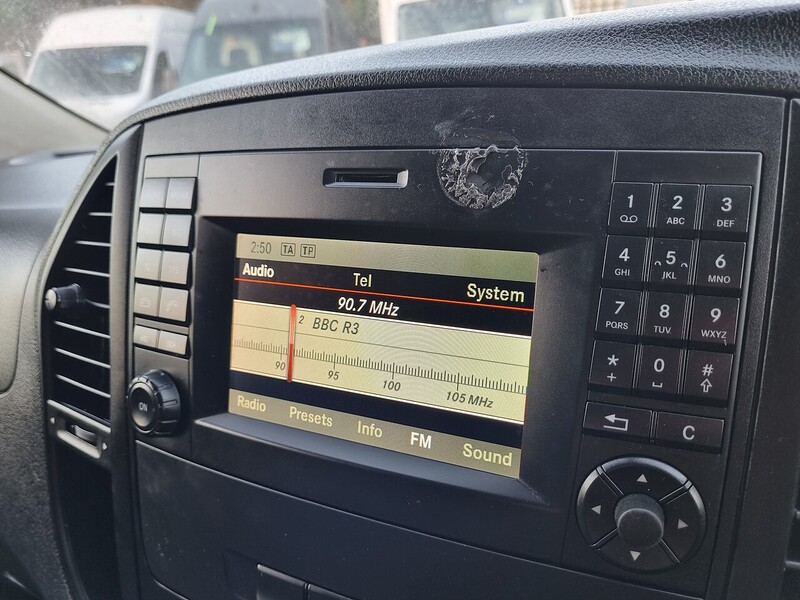 2:50 TA TP
Audio Tel System
90.7 MHz
2 BBC R3
90 95 100 105 MHz
Radio Presets Info FM Sound
ON
1 2 ABC 3 DEF
4 GHI 5 JKL 6 MNO
7 PQRS 8 TUV 9 WXYZ
* + 0 #
C